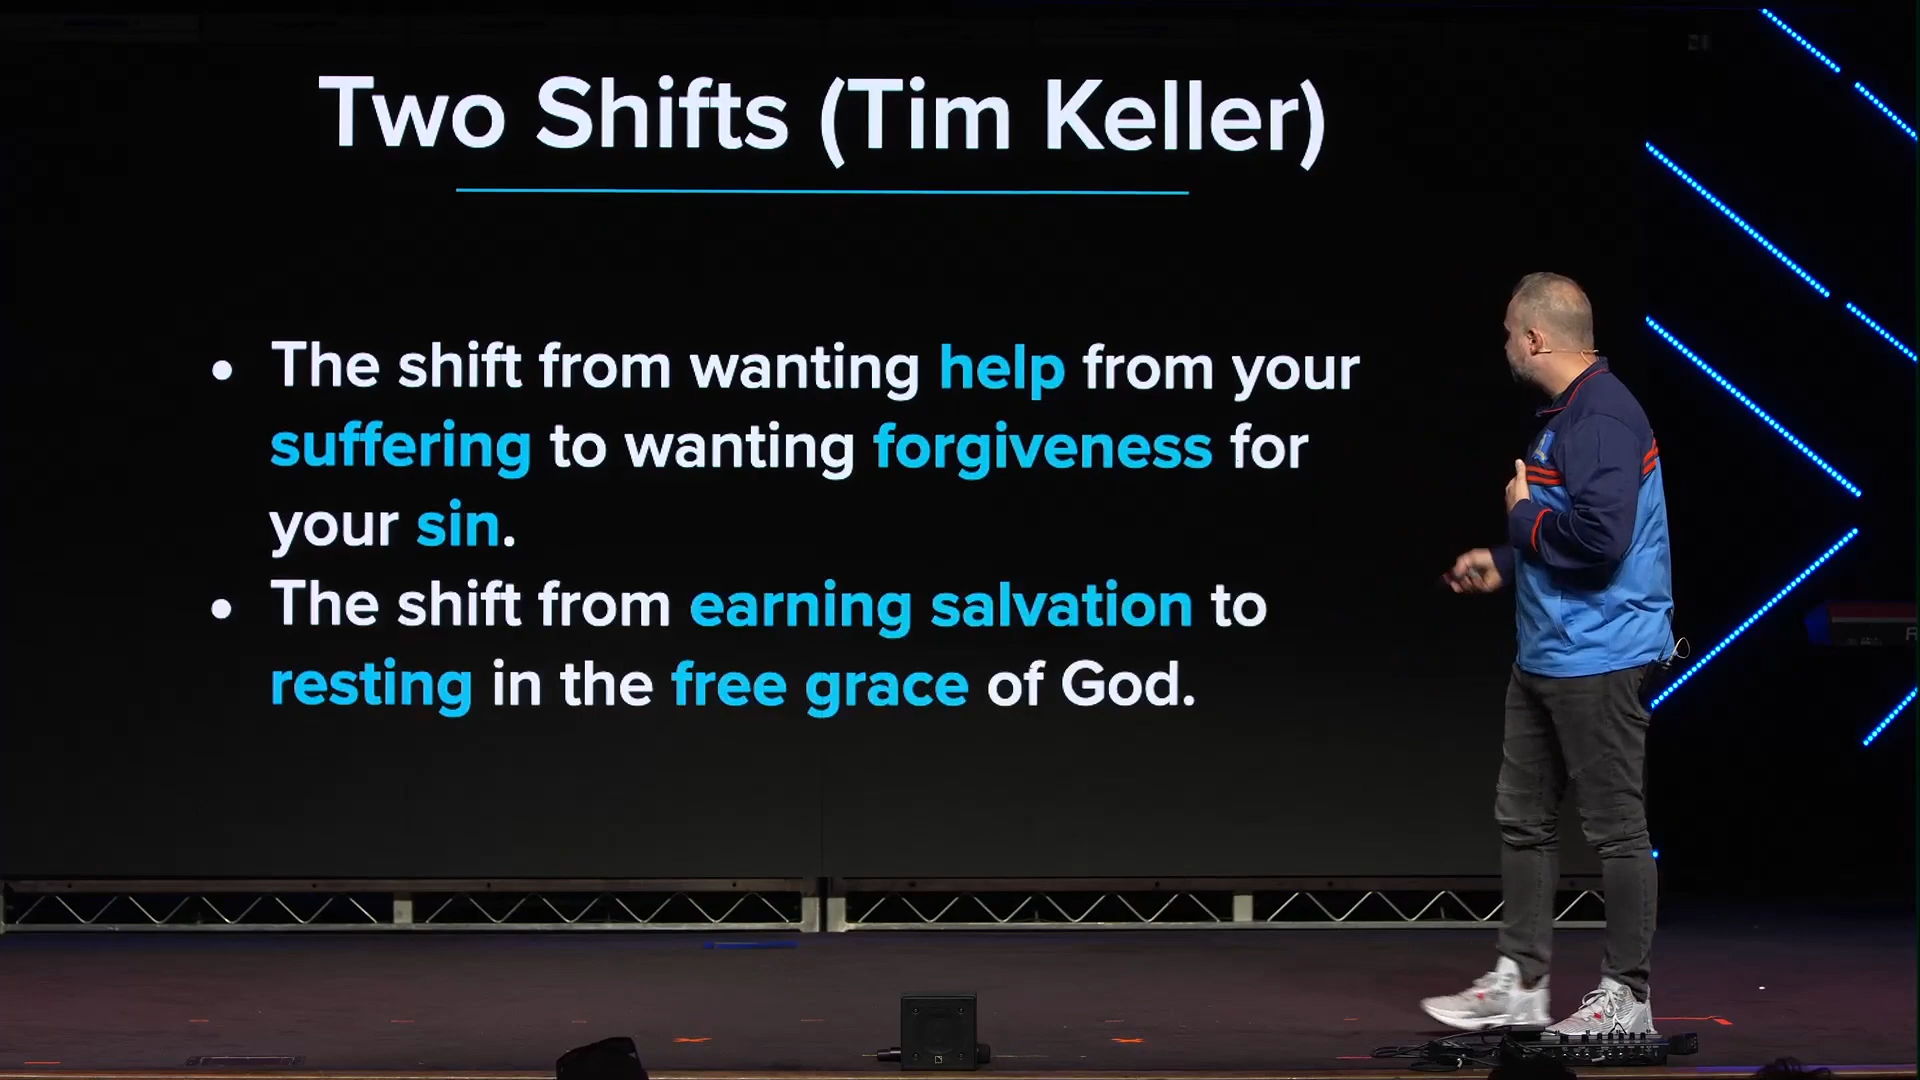 Two Shifts (Tim Keller)
• The shift from wanting help from your
suffering to wanting forgiveness for
your sin.
• The shift from earning salvation to
resting in the free grace of God.